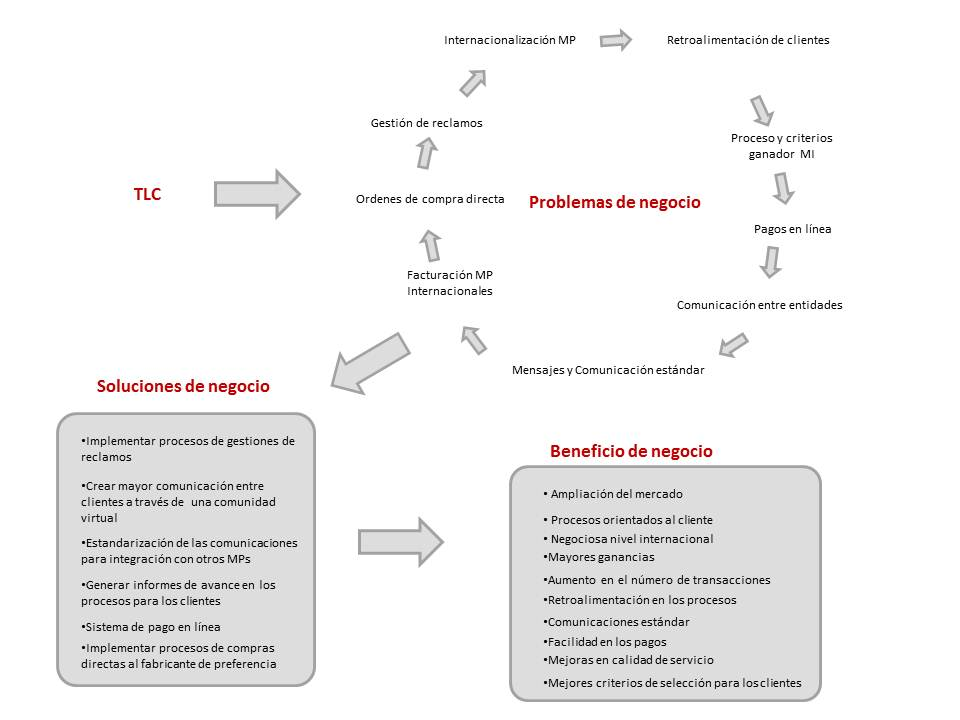 Internacionalización MP
Retroalimentación de clientes
Gestión de reclamos
Proceso y criterios
ganador MI
TLC
Ordenes de compra directa
Problemas de negocio
Pagos en línea
Facturación MP
Internacionales
Comunicación entre entidades
Mensajes y Comunicación estándar
Soluciones de negocio
•Implementar procesos de gestiones de
reclamos
•Crear mayor comunicación entre
clientes a través de una comunidad
virtual
•Estandarización de las comunicaciones
para integración con otros MPs
•Generar informes de avance en los
procesos para los clientes
•Sistema de pago en línea
•Implementar procesos de compras
directas al fabricante de preferencia
Beneficio de negocio
• Ampliación del mercado
• Procesos orientados al cliente
• Negociosa nivel internacional
•Mayores ganancias
•Aumento en el número de transacciones
•Retroalimentación en los procesos
•Comunicaciones estándar
•Facilidad en los pagos
•Mejoras en calidad de servicio
•Mejores criterios de selección para los clientes